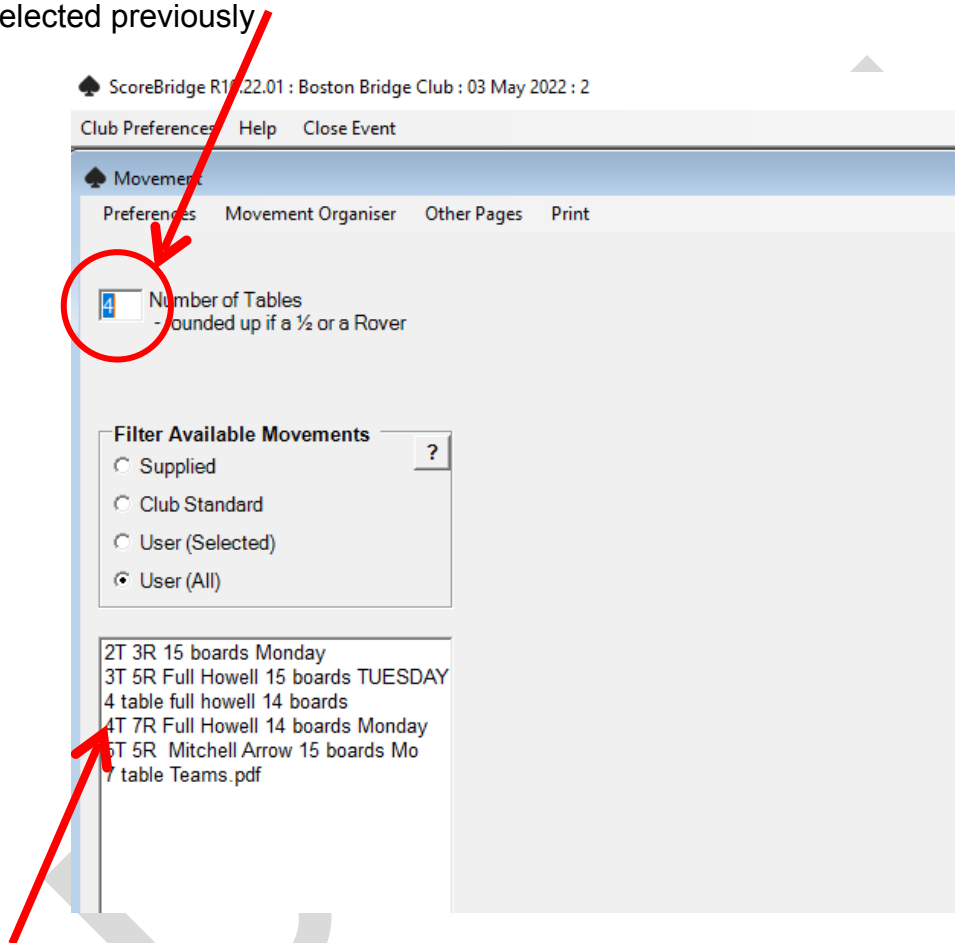 elected previously
ScoreBridge R10.22.01 : Boston Bridge Club : 03 May 2022 : 2
Club Preferences Help Close Event
Movement
Preferences Movement Organiser Other Pages Print
4 Number of Tables
- rounded up if a ½ or a Rover
Filter Available Movements ?
Supplied
Club Standard
User (Selected)
User (All)
2T 3R 15 boards Monday
3T 5R Full Howell 15 boards TUESDAY
4 table full howell 14 boards
4T 7R Full Howell 14 boards Monday
5T 5R Mitchell Arrow 15 boards Mo
7 table Teams.pdf